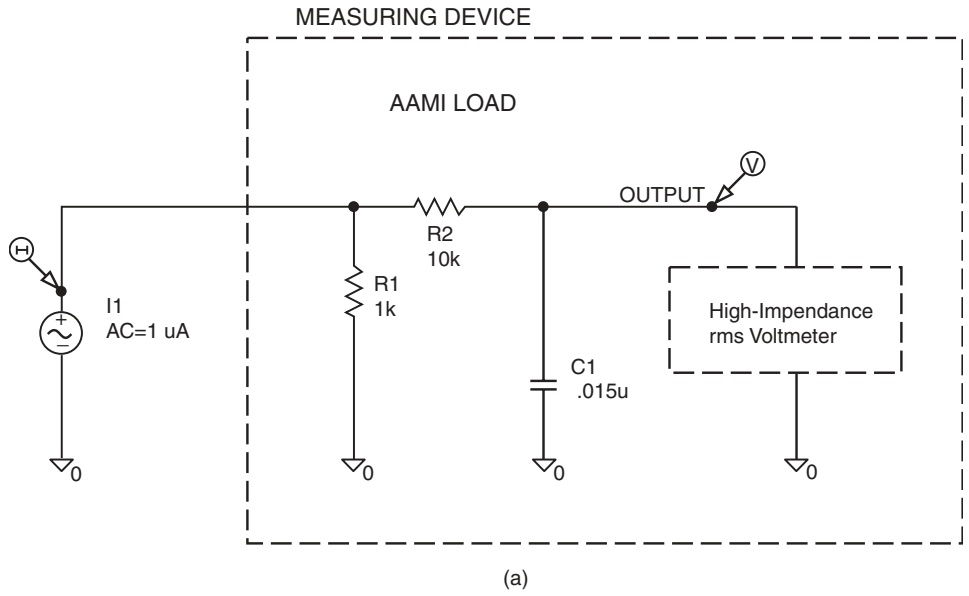 MEASURING DEVICE
AAMI LOAD
V
OUTPUT
R2
10k
I
I1
AC=1 uA
+
R1
1k
High-Impendance
rms Voltmeter
C1
.015u
0
0
0
0
(a)